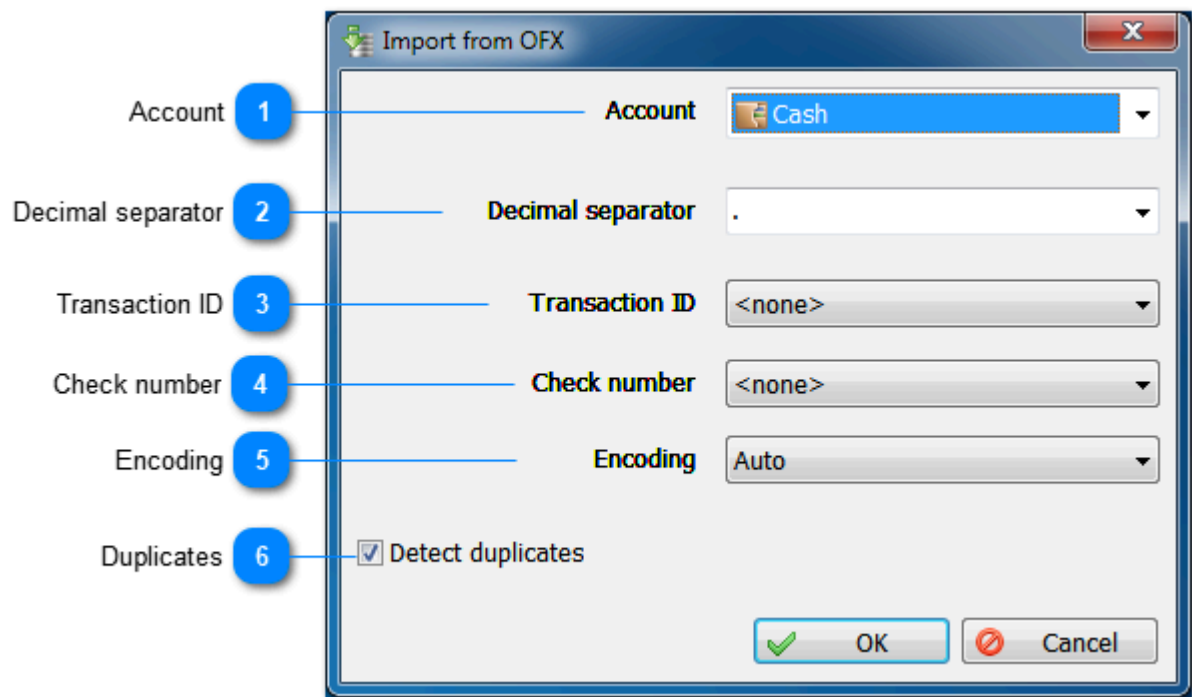 Import from OFX
Account 1 Account Cash
Decimal separator 2 Decimal separator .
Transaction ID 3 Transaction ID <none>
Check number 4 Check number <none>
Encoding 5 Encoding Auto
Duplicates 6 Detect duplicates
OK Cancel